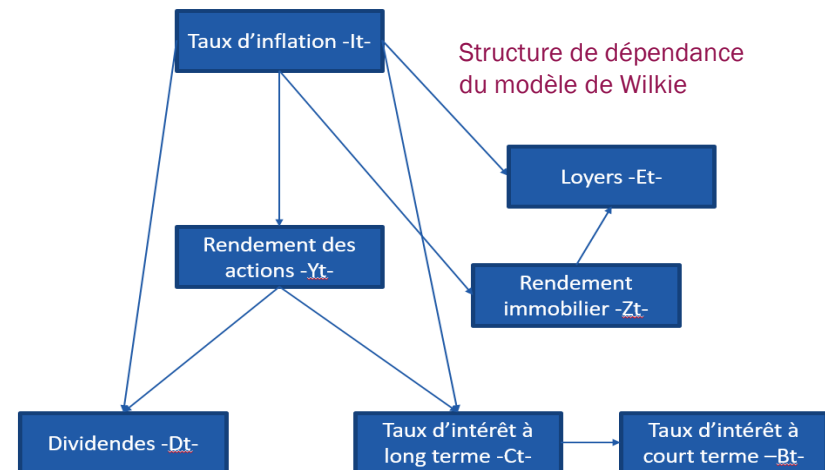 Taux d'inflation -It-
Structure de dépendance
du modèle de Wilkie
Loyers -Et-
Rendement des
actions -Yt-
Rendement
immobilier -Zt-
Dividendes -Dt-
Taux d'intérêt à
long terme -Ct-
Taux d'intérêt à
court terme –Bt-